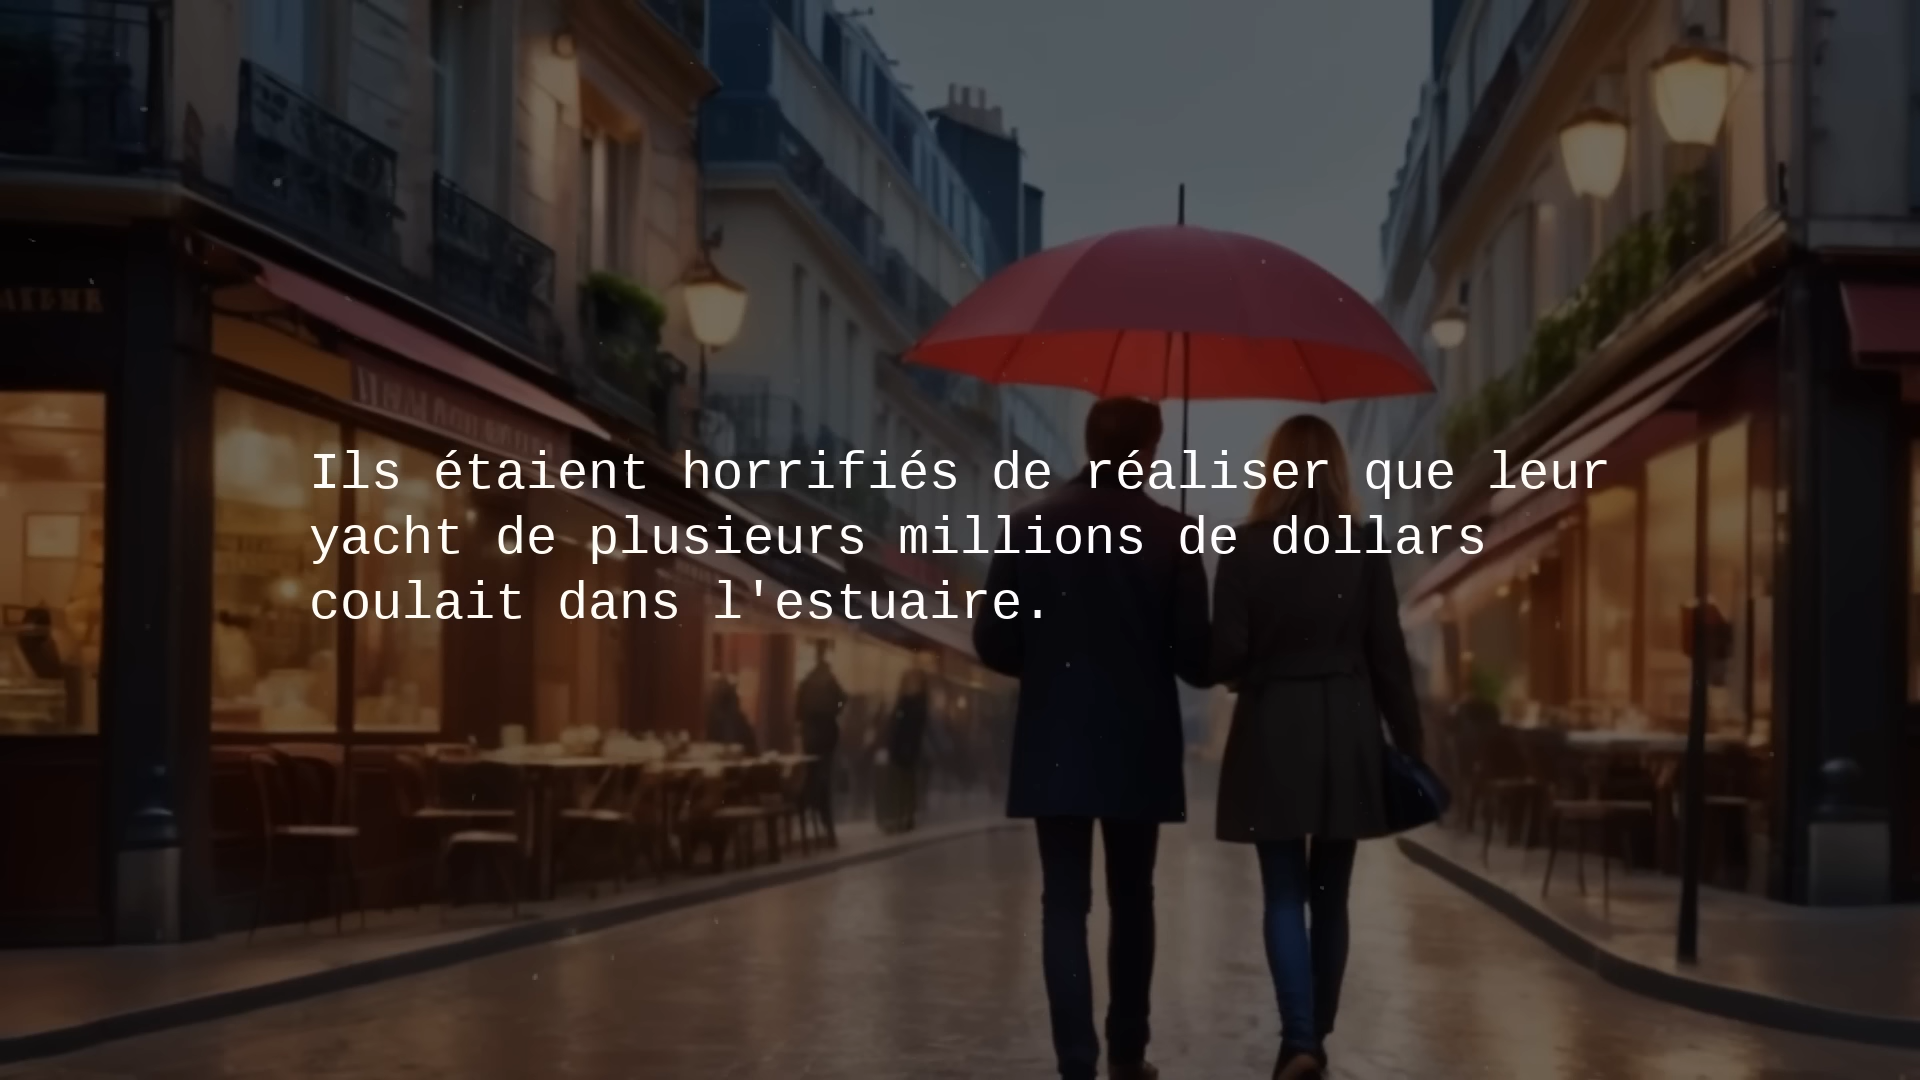 Ils étaient horrifiés de réaliser que leur
yacht de plusieurs millions de dollars
coulait dans l'estuaire.